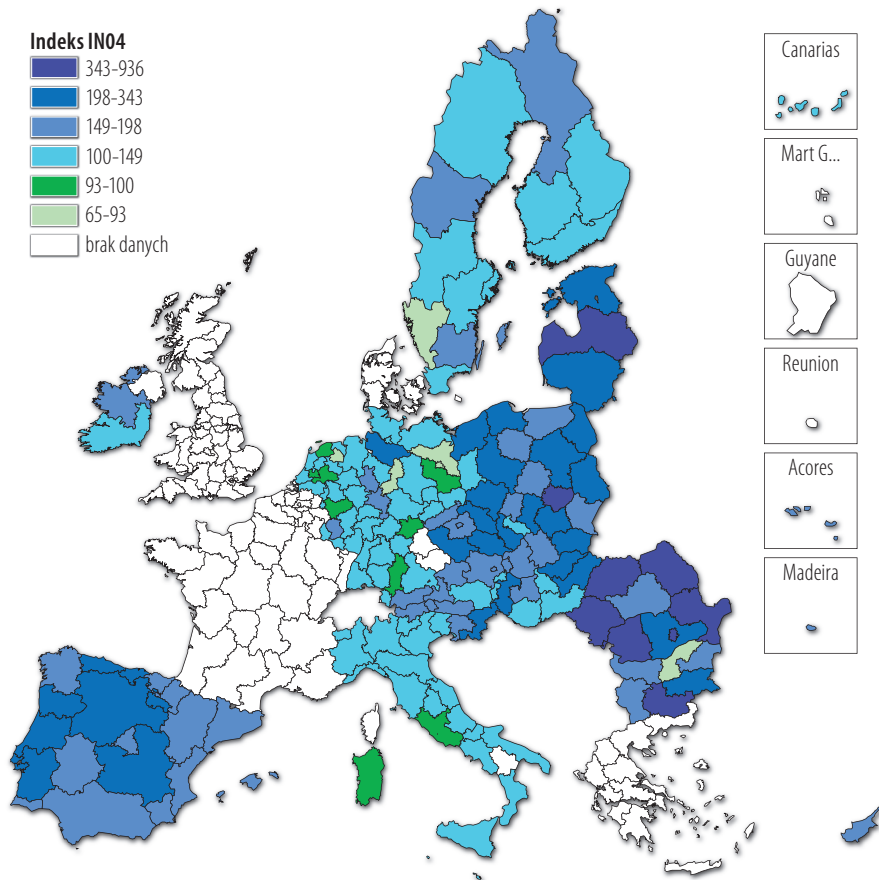 Indeks IN04
343-936
198-343
149-198
100-149
93-100
65-93
brak danych
Canarias
Mart G...
Guyane
Reunion
Acores
Madeira